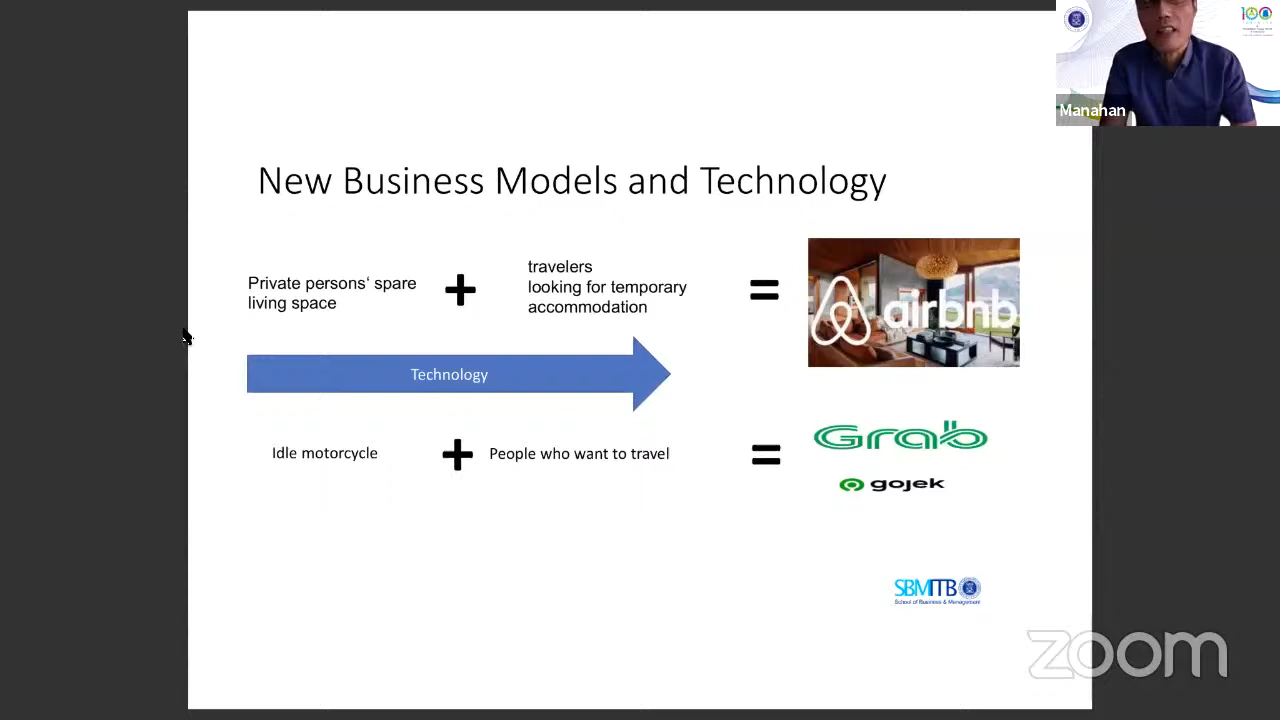 Manahan
New Business Models and Technology
Private persons‘ spare
living space
+
travelers
looking for temporary
accommodation
=
airbnb
Technology
Idle motorcycle
+
People who want to travel
=
Grab
gojek
SBMITB
School of Business & Management
zoom